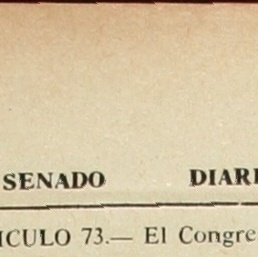 SENADO DIARI
ICULO 73.— El Congre